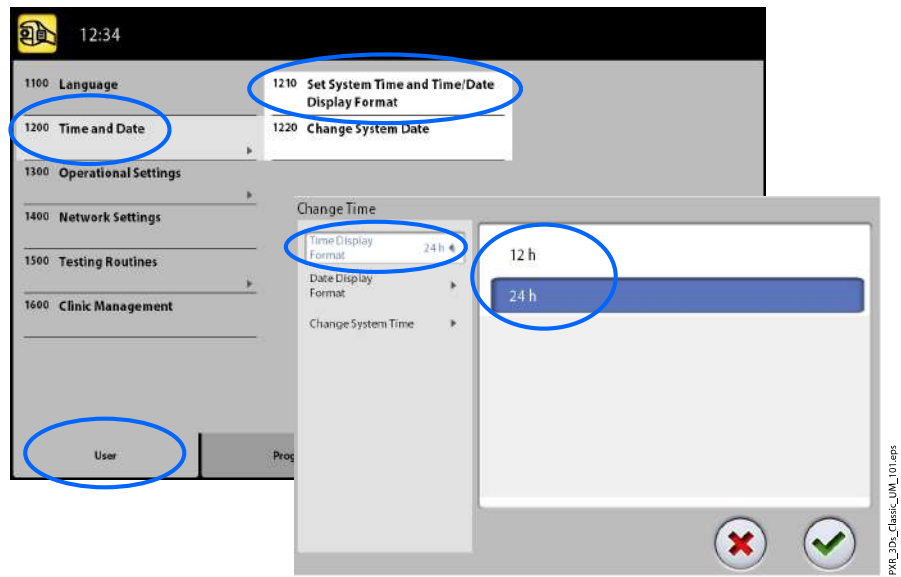 12:34
1100 Language
1200 Time and Date
1300 Operational Settings
1400 Network Settings
1500 Testing Routines
1600 Clinic Management
1210 Set System Time and Time/Date
Display Format
1220 Change System Date
User
Prog
Change Time
Time Display
Format 24 h
Date Display
Format
Change System Time
12 h
24 h
PXR_3Ds_Classic_UM_101.eps